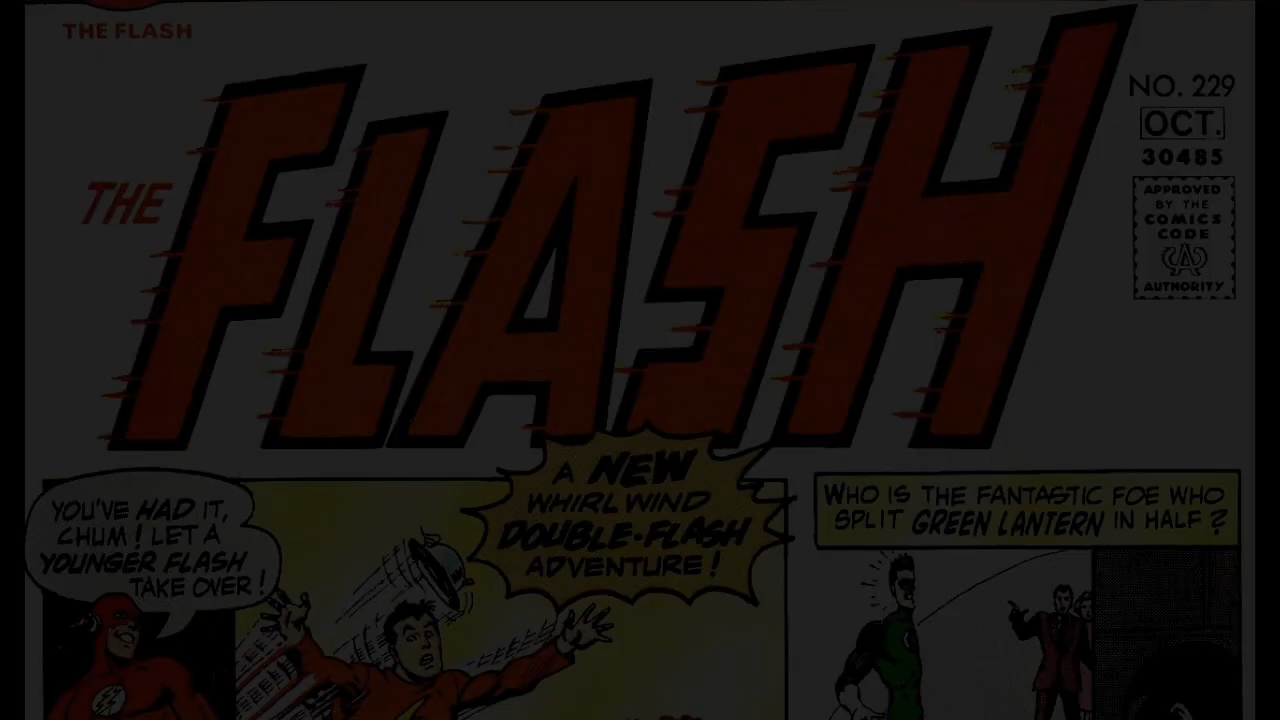 THE FLASH
THE
FLASH
NO. 229
OCT.
30485
APPROVED
BY THE
COMICS
CODE
CA
AUTHORITY
YOU'VE HAD IT,
CHUM! LET A
YOUNGER FLASH
TAKE OVER!
A NEW
WHIRLWIND
DOUBLE-FLASH
ADVENTURE!
WHO IS THE FANTASTIC FOE WHO
SPLIT GREEN LANTERN IN HALF?